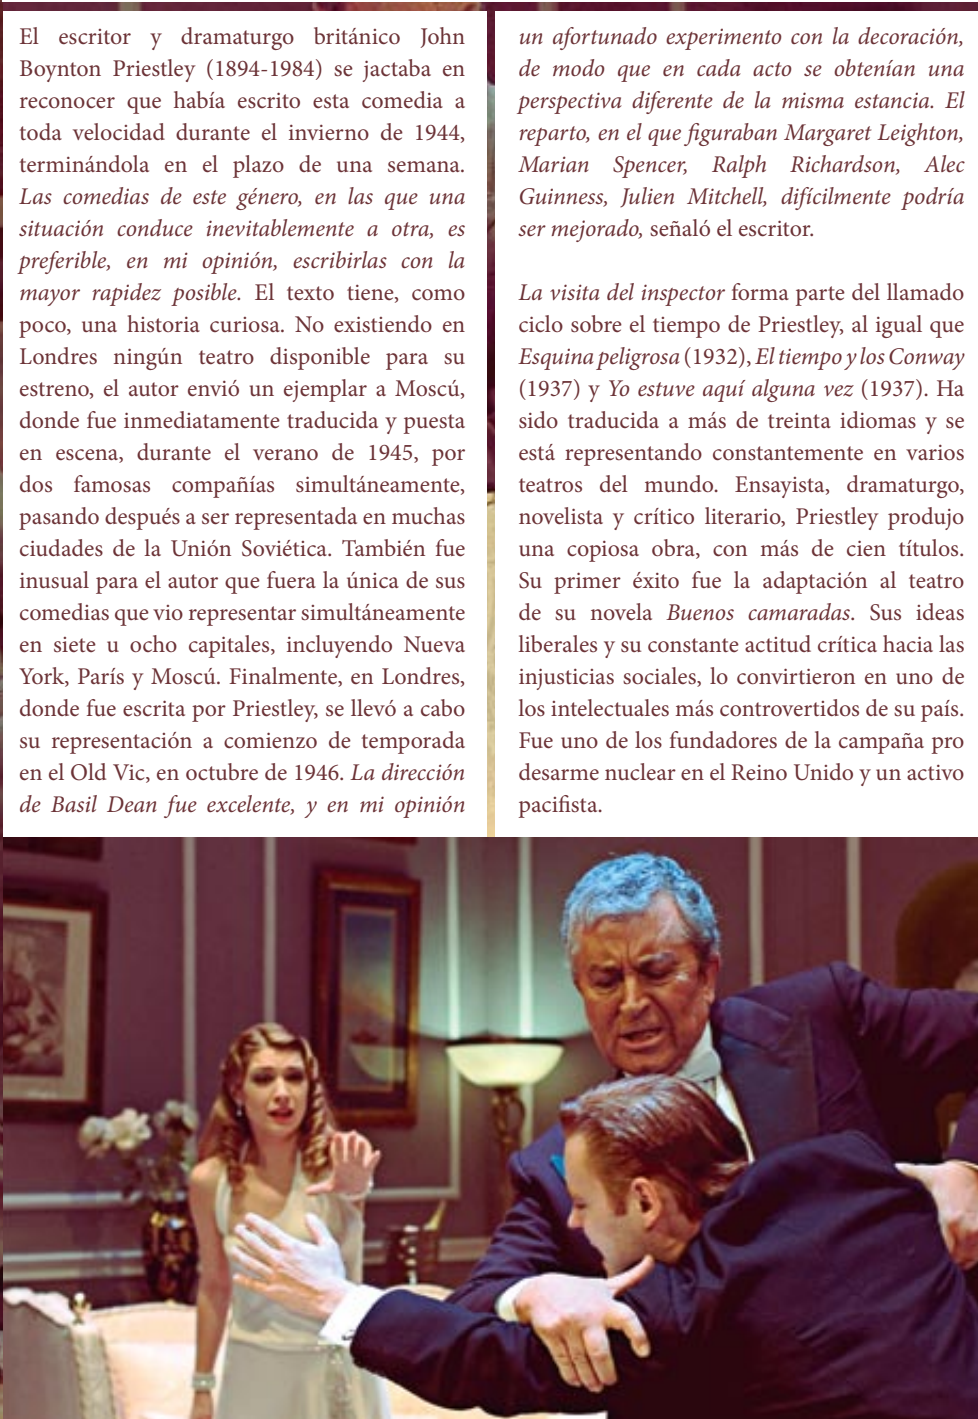 El escritor y dramaturgo británico John
Boynton Priestley (1894-1984) se jactaba en
reconocer que había escrito esta comedia a
toda velocidad durante el invierno de 1944,
terminándola en el plazo de una semana.
Las comedias de este género, en las que una
situación conduce inevitablemente a otra, es
preferible, en mi opinión, escribirlas con la
mayor rapidez posible. El texto tiene, como
poco, una historia curiosa. No existiendo en
Londres ningún teatro disponible para su
estreno, el autor envió un ejemplar a Moscú,
donde fue inmediatamente traducida y puesta
en escena, durante el verano de 1945, por
dos famosas compañías simultáneamente,
pasando después a ser representada en muchas
ciudades de la Unión Soviética. También fue
inusual para el autor que fuera la única de sus
comedias que vio representar simultáneamente
en siete u ocho capitales, incluyendo Nueva
York, París y Moscú. Finalmente, en Londres,
donde fue escrita por Priestley, se llevó a cabo
su representación a comienzo de temporada
en el Old Vic, en octubre de 1946. La dirección
de Basil Dean fue excelente, y en mi opinión
un afortunado experimento con la decoración,
de modo que en cada acto se obtenían una
perspectiva diferente de la misma estancia. El
reparto, en el que figuraban Margaret Leighton,
Marian Spencer, Ralph Richardson, Alec
Guinness, Julien Mitchell, difícilmente podría
ser mejorado, señaló el escritor.
La visita del inspector forma parte del llamado
ciclo sobre el tiempo de Priestley, al igual que
Esquina peligrosa (1932), El tiempo y los Conway
(1937) y Yo estuve aquí alguna vez (1937). Ha
sido traducida a más de treinta idiomas y se
está representando constantemente en varios
teatros del mundo. Ensayista, dramaturgo,
novelista y crítico literario, Priestley produjo
una copiosa obra, con más de cien títulos.
Su primer éxito fue la adaptación al teatro
de su novela Buenos camaradas. Sus ideas
liberales y su constante actitud crítica hacia las
injusticias sociales, lo convirtieron en uno de
los intelectuales más controvertidos de su país.
Fue uno de los fundadores de la campaña pro
desarme nuclear en el Reino Unido y un activo
pacifista.